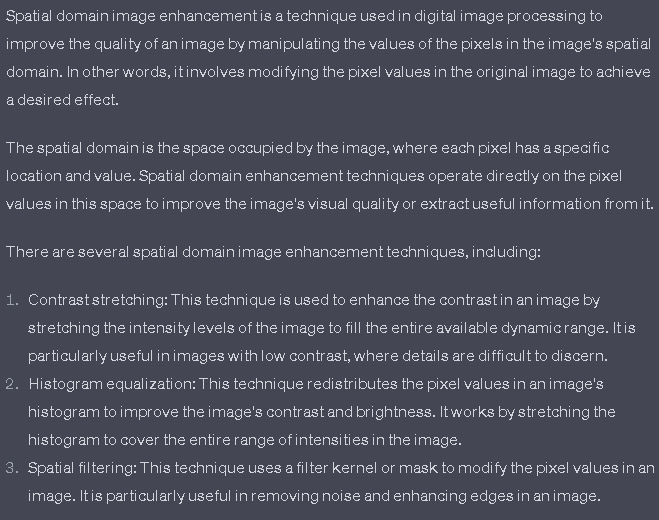 Spatial domain image enhancement is a technique used in digital image processing to
improve the quality of an image by manipulating the values of the pixels in the image's spatial
domain. In other words, it involves modifying the pixel values in the original image to achieve
a desired effect.
The spatial domain is the space occupied by the image, where each pixel has a specific
location and value. Spatial domain enhancement techniques operate directly on the pixel
values in this space to improve the image's visual quality or extract useful information from it.
There are several spatial domain image enhancement techniques, including:
1. Contrast stretching: This technique is used to enhance the contrast in an image by
stretching the intensity levels of the image to fill the entire available dynamic range. It is
particularly useful in images with low contrast, where details are difficult to discern.
2. Histogram equalization: This technique redistributes the pixel values in an image's
histogram to improve the image's contrast and brightness. It works by stretching the
histogram to cover the entire range of intensities in the image.
3. Spatial filtering: This technique uses a filter kernel or mask to modify the pixel values in an
image. It is particularly useful in removing noise and enhancing edges in an image.